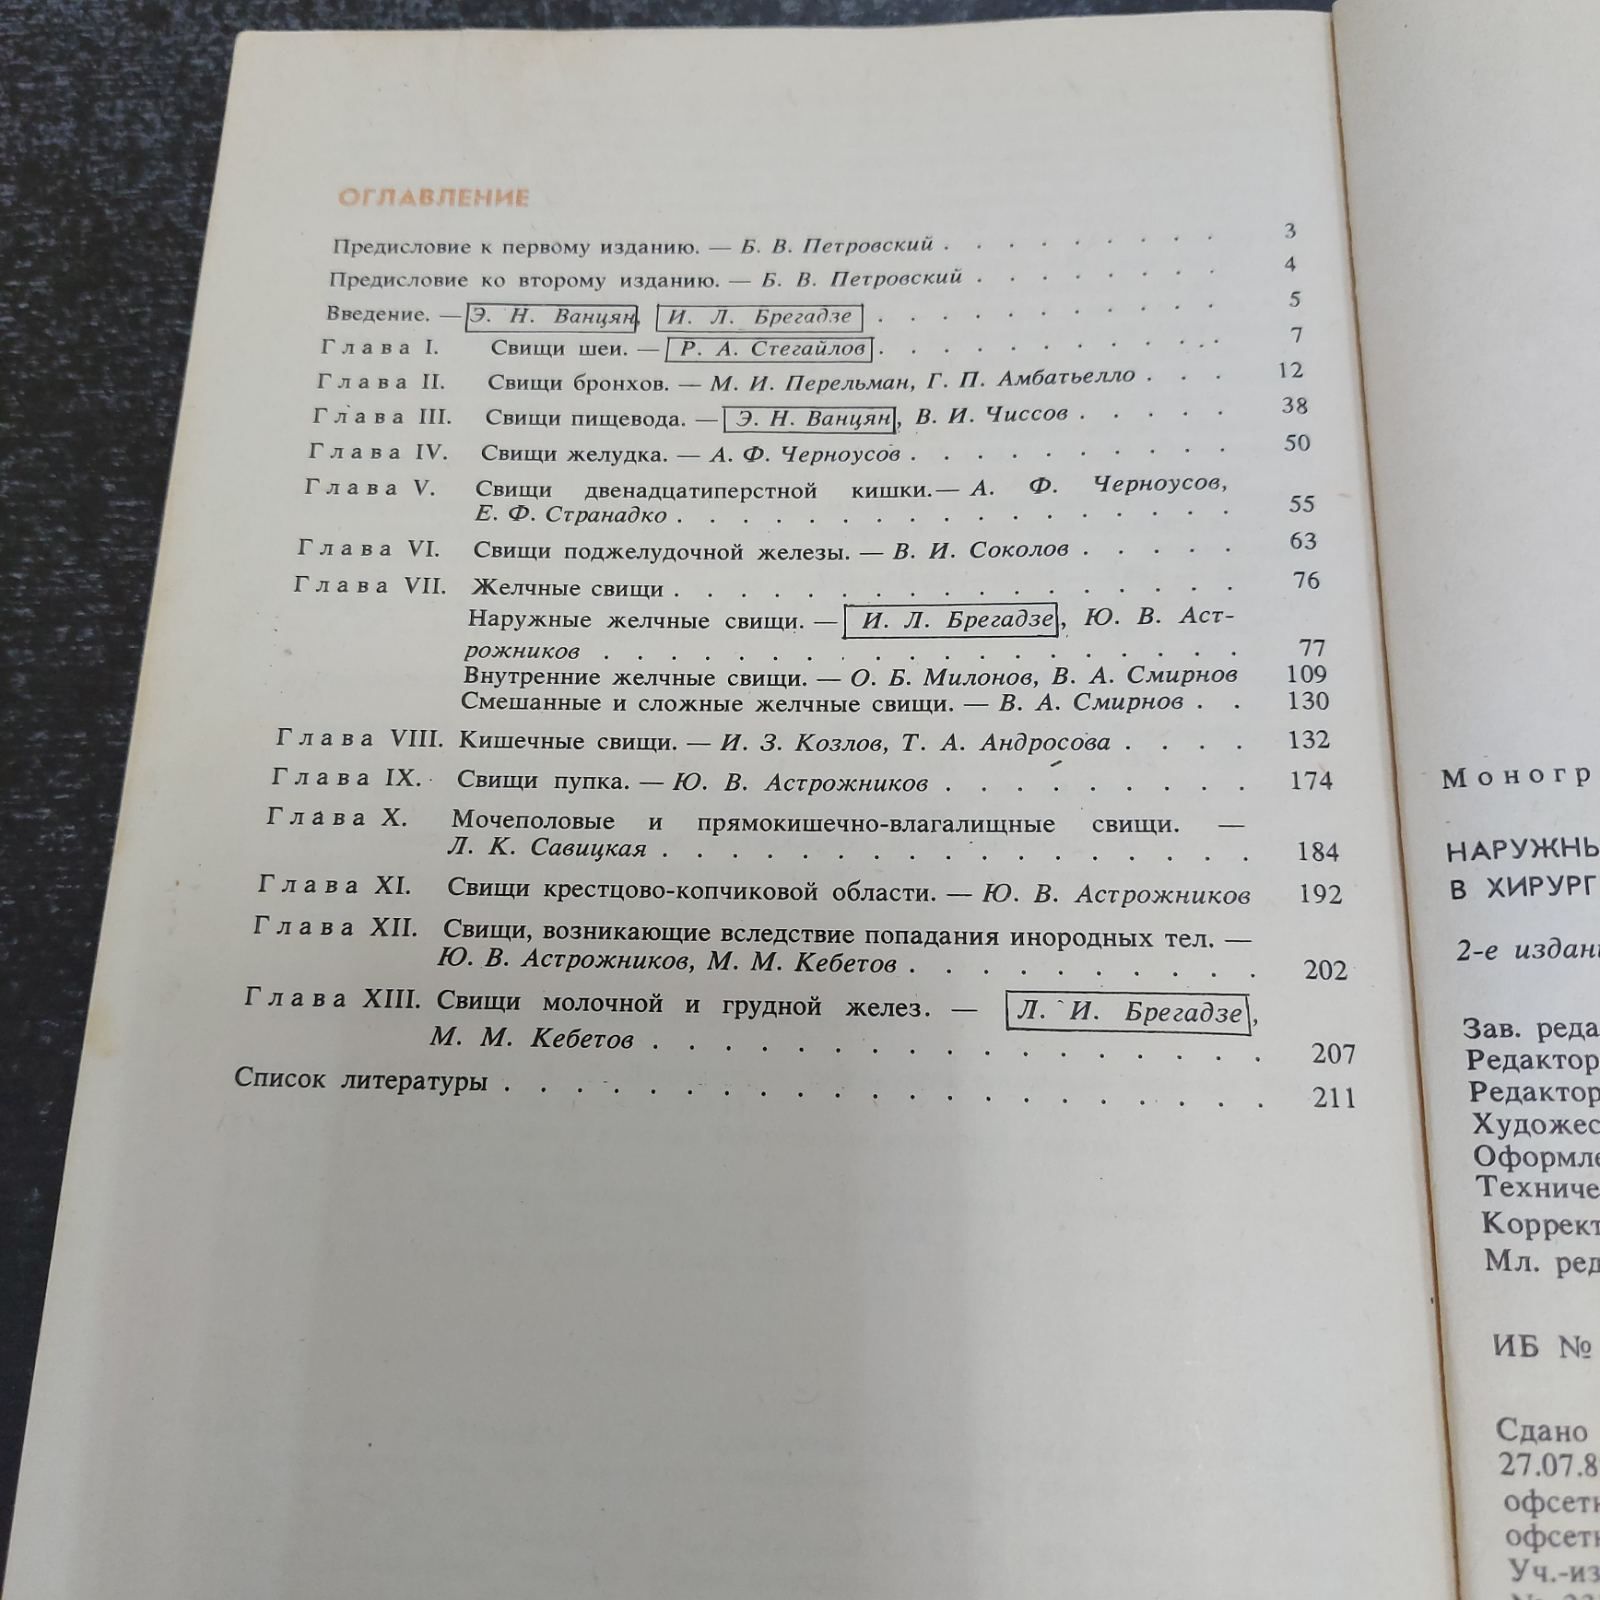 ОГЛАВЛЕНИЕ
Предисловие к первому изданию. — Б. В. Петровский . . . . . . . . . 3
Предисловие ко второму изданию. — Б. В. Петровский . . . . . . . . 4
Введение. — Э. Н. Ванцян, И. Л. Брегадзе . . . . . . . . . . . . 5
Глава I. Свищи шеи. — Р. А. Стегайлов . . . . . . . . . . . 7
Глава II. Свищи бронхов. — М. И. Перельман, Г. П. Амбатьелло . . . 12
Глава III. Свищи пищевода. — Э. Н. Ванцян, В. И. Чиссов . . . . . 38
Глава IV. Свищи желудка. — А. Ф. Черноусов . . . . . . . . . . 50
Глава V. Свищи двенадцатиперстной кишки.— А. Ф. Черноусов,
Е. Ф. Странадко . . . . . . . . . . . . . . . . . 55
Глава VI. Свищи поджелудочной железы. — В. И. Соколов . . . . . 63
Глава VII. Желчные свищи . . . . . . . . . . . . . . . . . 76
Наружные желчные свищи. — И. Л. Брегадзе, Ю. В. Аст-
рожников . . . . . . . . . . . . . . . . . . . 77
Внутренние желчные свищи. — О. Б. Милонов, В. А. Смирнов 109
Смешанные и сложные желчные свищи. — В. А. Смирнов . . 130
Глава VIII. Кишечные свищи. — И. З. Козлов, Т. А. Андросова . . . . 132
Глава IX. Свищи пупка. — Ю. В. Астрожников . . . . . . . . . 174
Глава X. Мочеполовые и прямокишечно-влагалищные свищи. —
Л. К. Савицкая . . . . . . . . . . . . . . . . . 184
Глава XI. Свищи крестцово-копчиковой области. — Ю. В. Астрожников 192
Глава XII. Свищи, возникающие вследствие попадания инородных тел. —
Ю. В. Астрожников, М. М. Кебетов . . . . . . . . . . 202
Глава XIII. Свищи молочной и грудной желез. — Л. И. Брегадзе,
М. М. Кебетов . . . . . . . . . . . . . . . . . 207
Список литературы . . . . . . . . . . . . . . . . . . . . . 211
Моногр
НАРУЖНЫ
В ХИРУРГ
2-е издани
Зав. реда
Редактор
Редактор
Художес
Оформле
Техниче
Коррект
Мл. ред
ИБ №
Сдано
27.07.8
офсетн
офсетн
Уч.-из